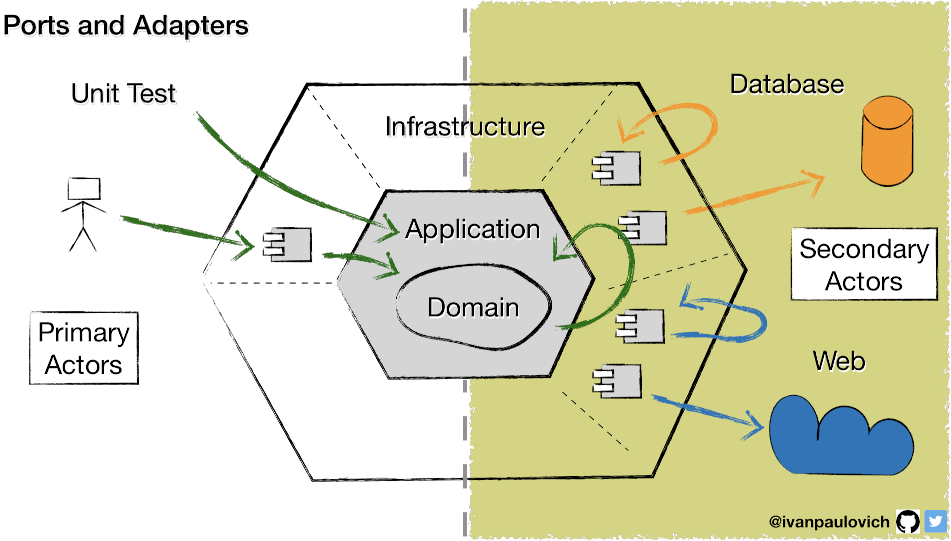 Ports and Adapters
Unit Test
Database
Infrastructure
Application
Secondary
Actors
Domain
Primary
Actors
Web
@ivanpaulovich